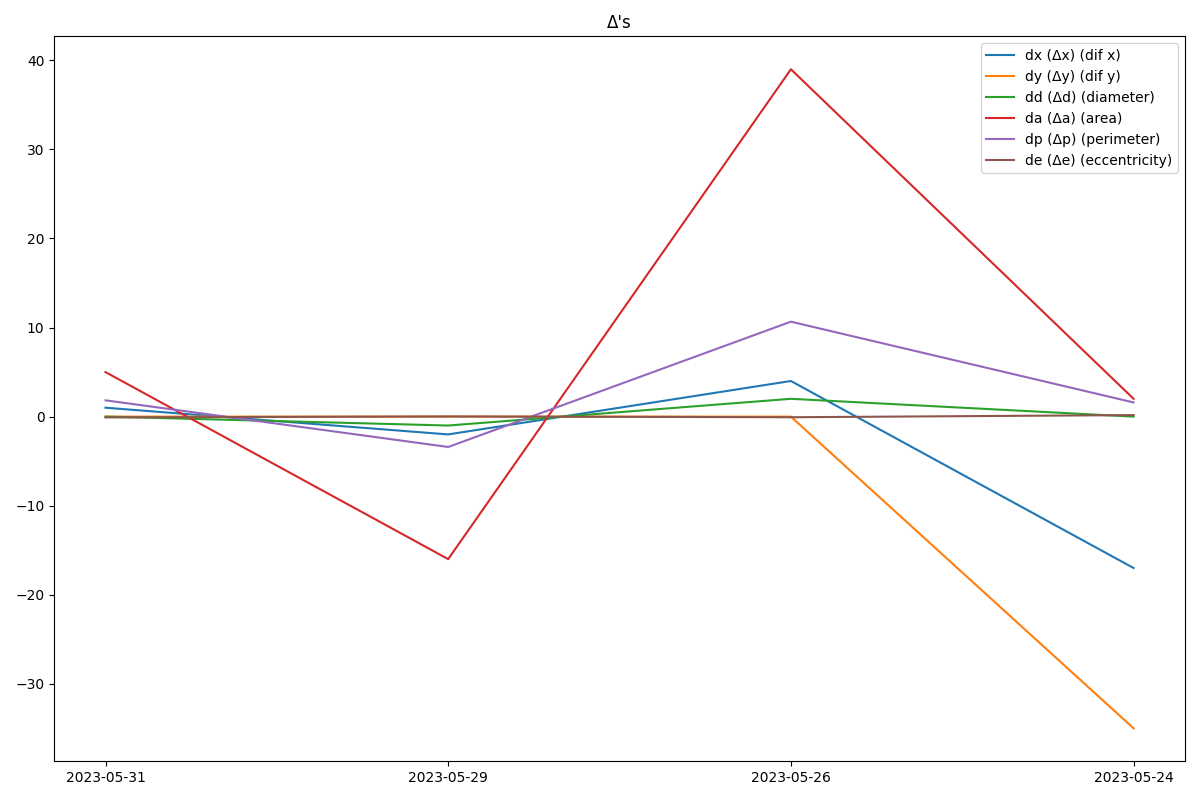 Δ's
40
30
20
10
0
−10
−20
−30
dx (Δx) (dif x)
dy (Δy) (dif y)
dd (Δd) (diameter)
da (Δa) (area)
dp (Δp) (perimeter)
de (Δe) (eccentricity)
2023-05-31 2023-05-29 2023-05-26 2023-05-24